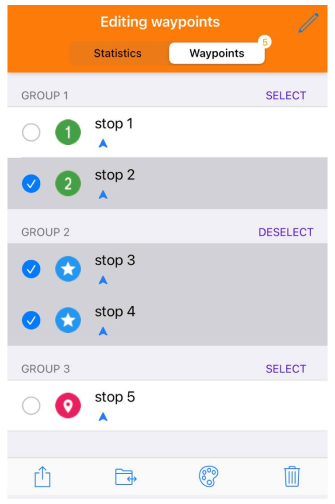 Editing waypoints
Statistics
Waypoints
5
GROUP 1
SELECT
1
stop 1
2
stop 2
GROUP 2
DESELECT
stop 3
stop 4
GROUP 3
SELECT
stop 5